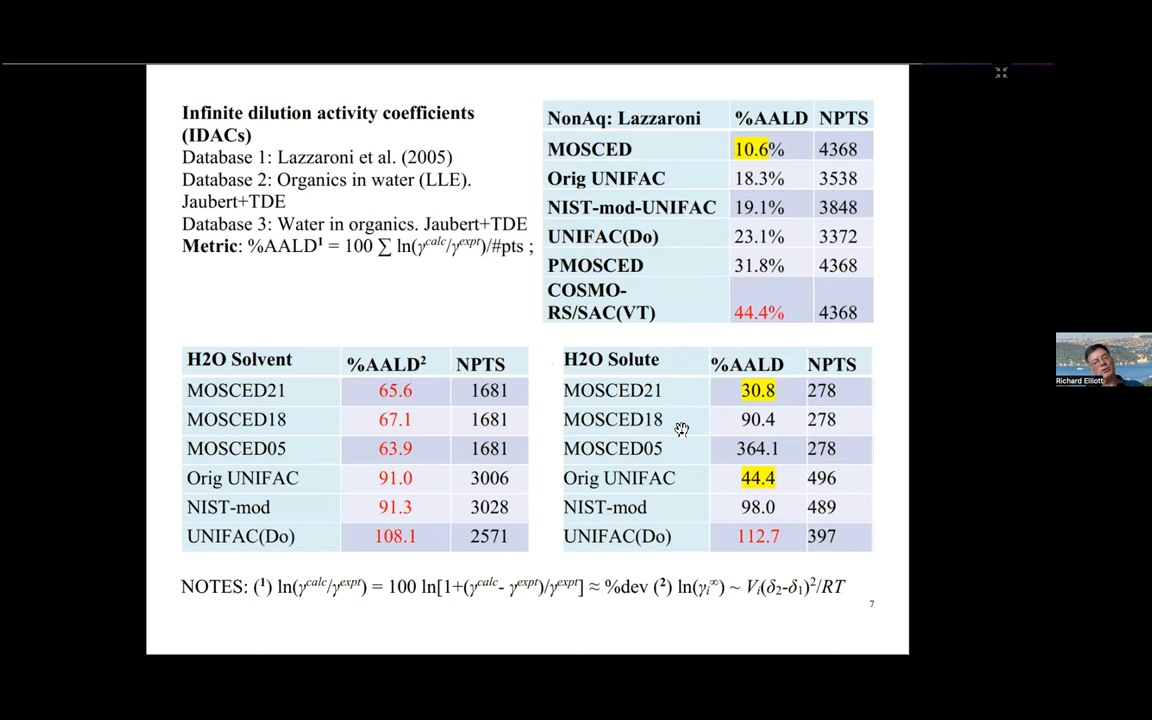 Infinite dilution activity coefficients
(IDACs)
Database 1: Lazzaroni et al. (2005)
Database 2: Organics in water (LLE).
Jaubert+TDE
Database 3: Water in organics. Jaubert+TDE
Metric: %AALD¹ = 100 ∑ ln(γᶜᵃˡᶜ/γᵉˣᵖᵗ)/#pts ;
NonAq: Lazzaroni %AALD NPTS
MOSCED 10.6% 4368
Orig UNIFAC 18.3% 3538
NIST-mod-UNIFAC 19.1% 3848
UNIFAC(Do) 23.1% 3372
PMOSCED 31.8% 4368
COSMO-
RS/SAC(VT) 44.4% 4368
H2O Solvent %AALD² NPTS
MOSCED21 65.6 1681
MOSCED18 67.1 1681
MOSCED05 63.9 1681
Orig UNIFAC 91.0 3006
NIST-mod 91.3 3028
UNIFAC(Do) 108.1 2571
H2O Solute %AALD NPTS
MOSCED21 30.8 278
MOSCED18 90.4 278
MOSCED05 364.1 278
Orig UNIFAC 44.4 496
NIST-mod 98.0 489
UNIFAC(Do) 112.7 397
NOTES: (¹) ln(γᶜᵃˡᶜ/γᵉˣᵖᵗ) = 100 ln[1+(γᶜᵃˡᶜ- γᵉˣᵖᵗ)/γᵉˣᵖᵗ] ≈ %dev (²) ln(γᵢ^∞) ~ Vᵢ(δ₂-δ₁)²/RT
7
Richard Elliott